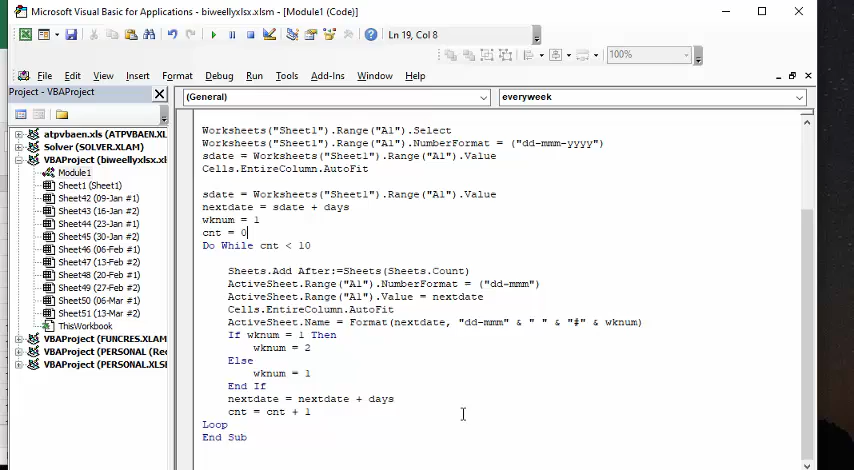 Microsoft Visual Basic for Applications - biweellyxlsx.xlsm - [Module1 (Code)]
Ln 19, Col 8
100%
File Edit View Insert Format Debug Run Tools Add-Ins Window Help
Project - VBAProject
(General)
everyweek
atpvbaen.xls (ATPVBAEN.XL
Solver (SOLVER.XLAM)
VBAProject (biweellyxlsx.xl
Module1
Sheet1 (Sheet1)
Sheet42 (09-Jan #1)
Sheet43 (16-Jan #2)
Sheet44 (23-Jan #1)
Sheet45 (30-Jan #2)
Sheet46 (06-Feb #1)
Sheet47 (13-Feb #2)
Sheet48 (20-Feb #1)
Sheet49 (27-Feb #2)
Sheet50 (06-Mar #1)
Sheet51 (13-Mar #2)
ThisWorkbook
VBAProject (FUNCRES.XLAM)
VBAProject (PERSONAL (Rec
VBAProject (PERSONAL.XLSB
Worksheets("Sheet1").Range("A1").Select
Worksheets("Sheet1").Range("A1").NumberFormat = ("dd-mmm-yyyy")
sdate = Worksheets("Sheet1").Range("A1").Value
Cells.EntireColumn.AutoFit
sdate = Worksheets("Sheet1").Range("A1").Value
nextdate = sdate + days
wknum = 1
cnt = 0
Do While cnt < 10
Sheets.Add After:=Sheets(Sheets.Count)
ActiveSheet.Range("A1").NumberFormat = ("dd-mmm")
ActiveSheet.Range("A1").Value = nextdate
Cells.EntireColumn.AutoFit
ActiveSheet.Name = Format(nextdate, "dd-mmm" & " " & "#" & wknum)
If wknum = 1 Then
wknum = 2
Else
wknum = 1
End If
nextdate = nextdate + days
cnt = cnt + 1
Loop
End Sub